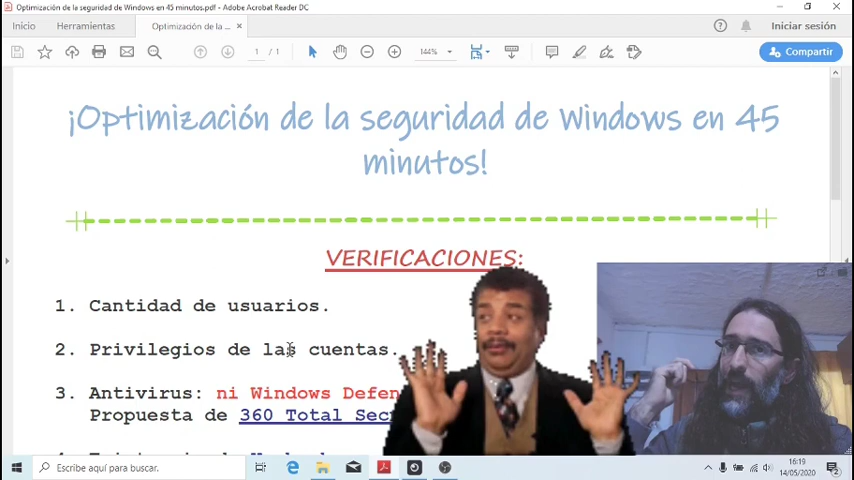 Optimización de la seguridad de Windows en 45 minutos.pdf - Adobe Acrobat Reader DC
Inicio Herramientas Optimización de la ... × Iniciar sesión
1 / 1 144% Compartir
¡Optimización de la seguridad de Windows en 45
minutos!
VERIFICACIONES:
1. Cantidad de usuarios.
2. Privilegios de las cuentas.
3. Antivirus: ni Windows Defen
Propuesta de 360 Total Sec
Escribe aquí para buscar.
16:19
14/05/2020
2